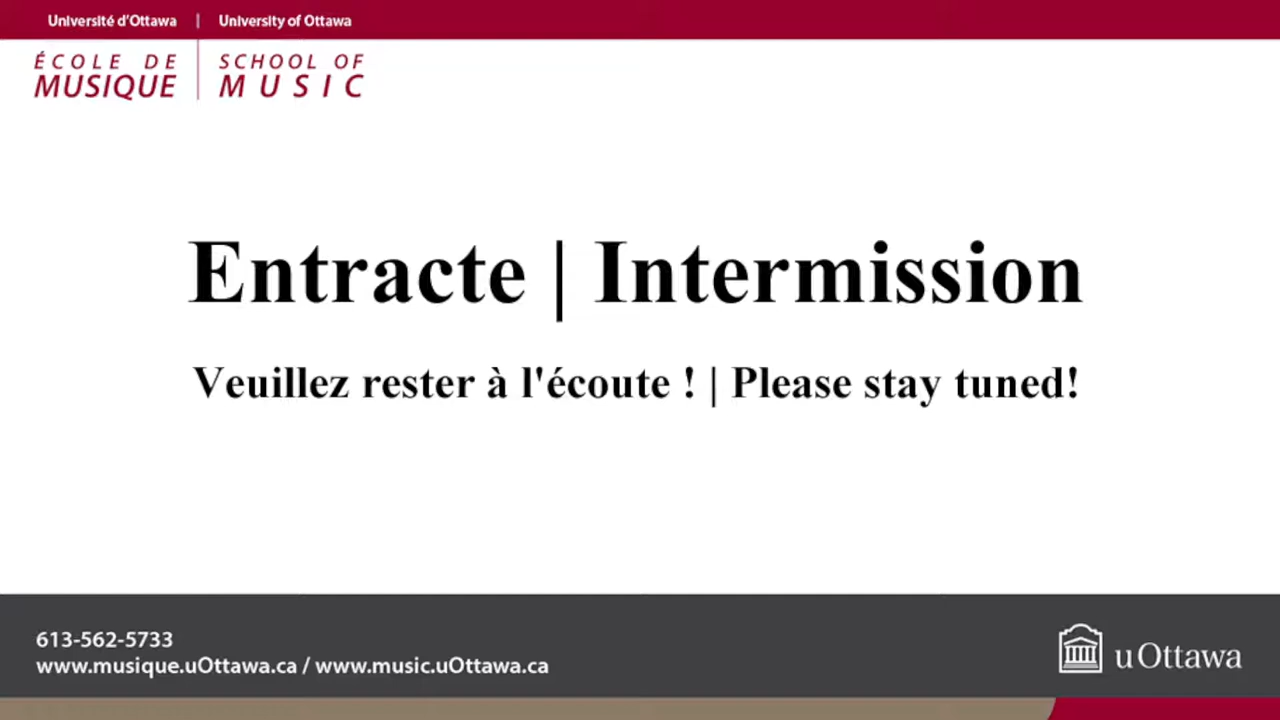 Université d'Ottawa | University of Ottawa
ÉCOLE DE MUSIQUE | SCHOOL OF MUSIC
Entracte | Intermission
Veuillez rester à l'écoute ! | Please stay tuned!
613-562-5733
www.musique.uOttawa.ca / www.music.uOttawa.ca
uOttawa